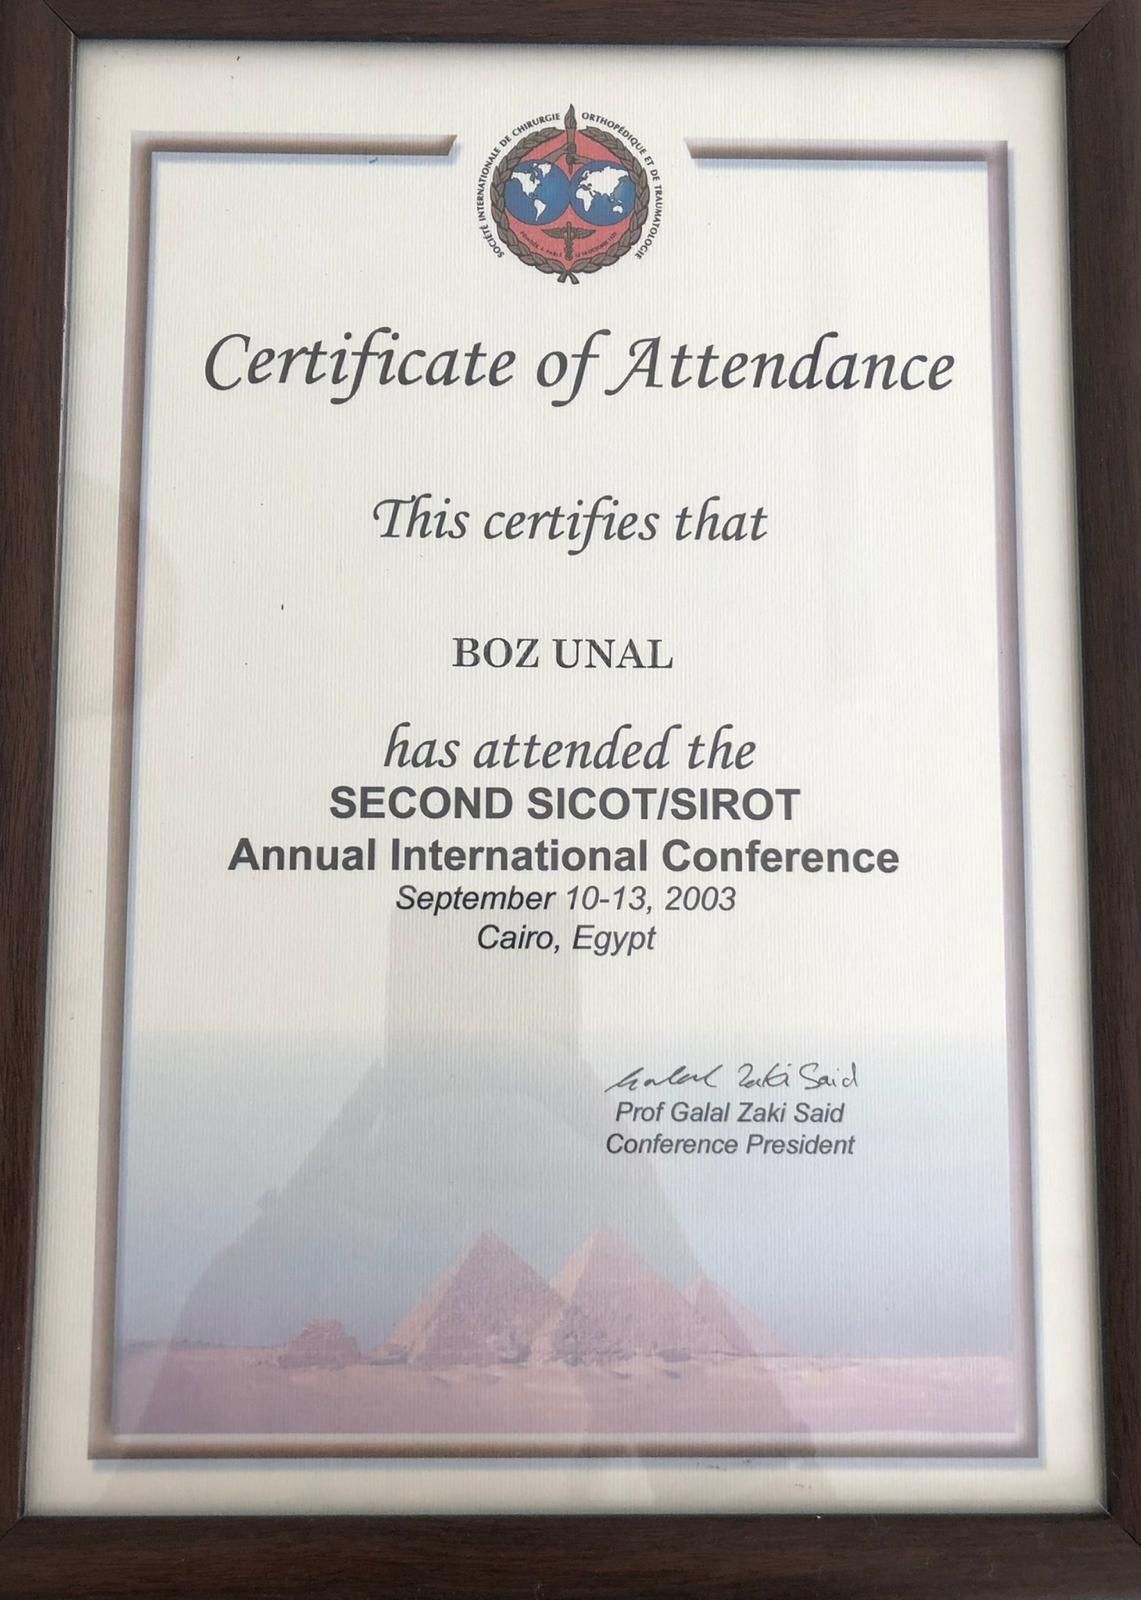 SOCIÉTÉ INTERNATIONALE DE CHIRURGIE ORTHOPÉDIQUE ET DE TRAUMATOLOGIE
Certificate of Attendance
This certifies that
BOZ UNAL
has attended the
SECOND SICOT/SIROT
Annual International Conference
September 10-13, 2003
Cairo, Egypt
Galal Zaki Said
Prof Galal Zaki Said
Conference President